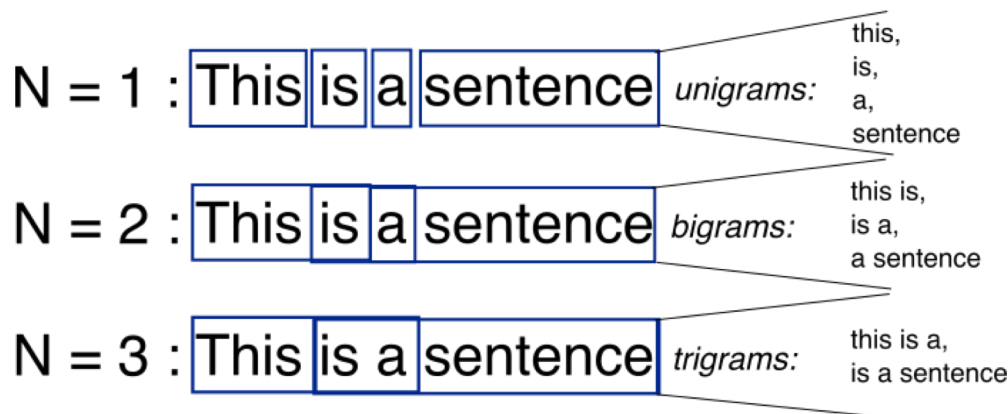 N = 1 : This is a sentence unigrams:
this,
is,
a,
sentence
N = 2 : This is a sentence bigrams:
this is,
is a,
a sentence
N = 3 : This is a sentence trigrams:
this is a,
is a sentence